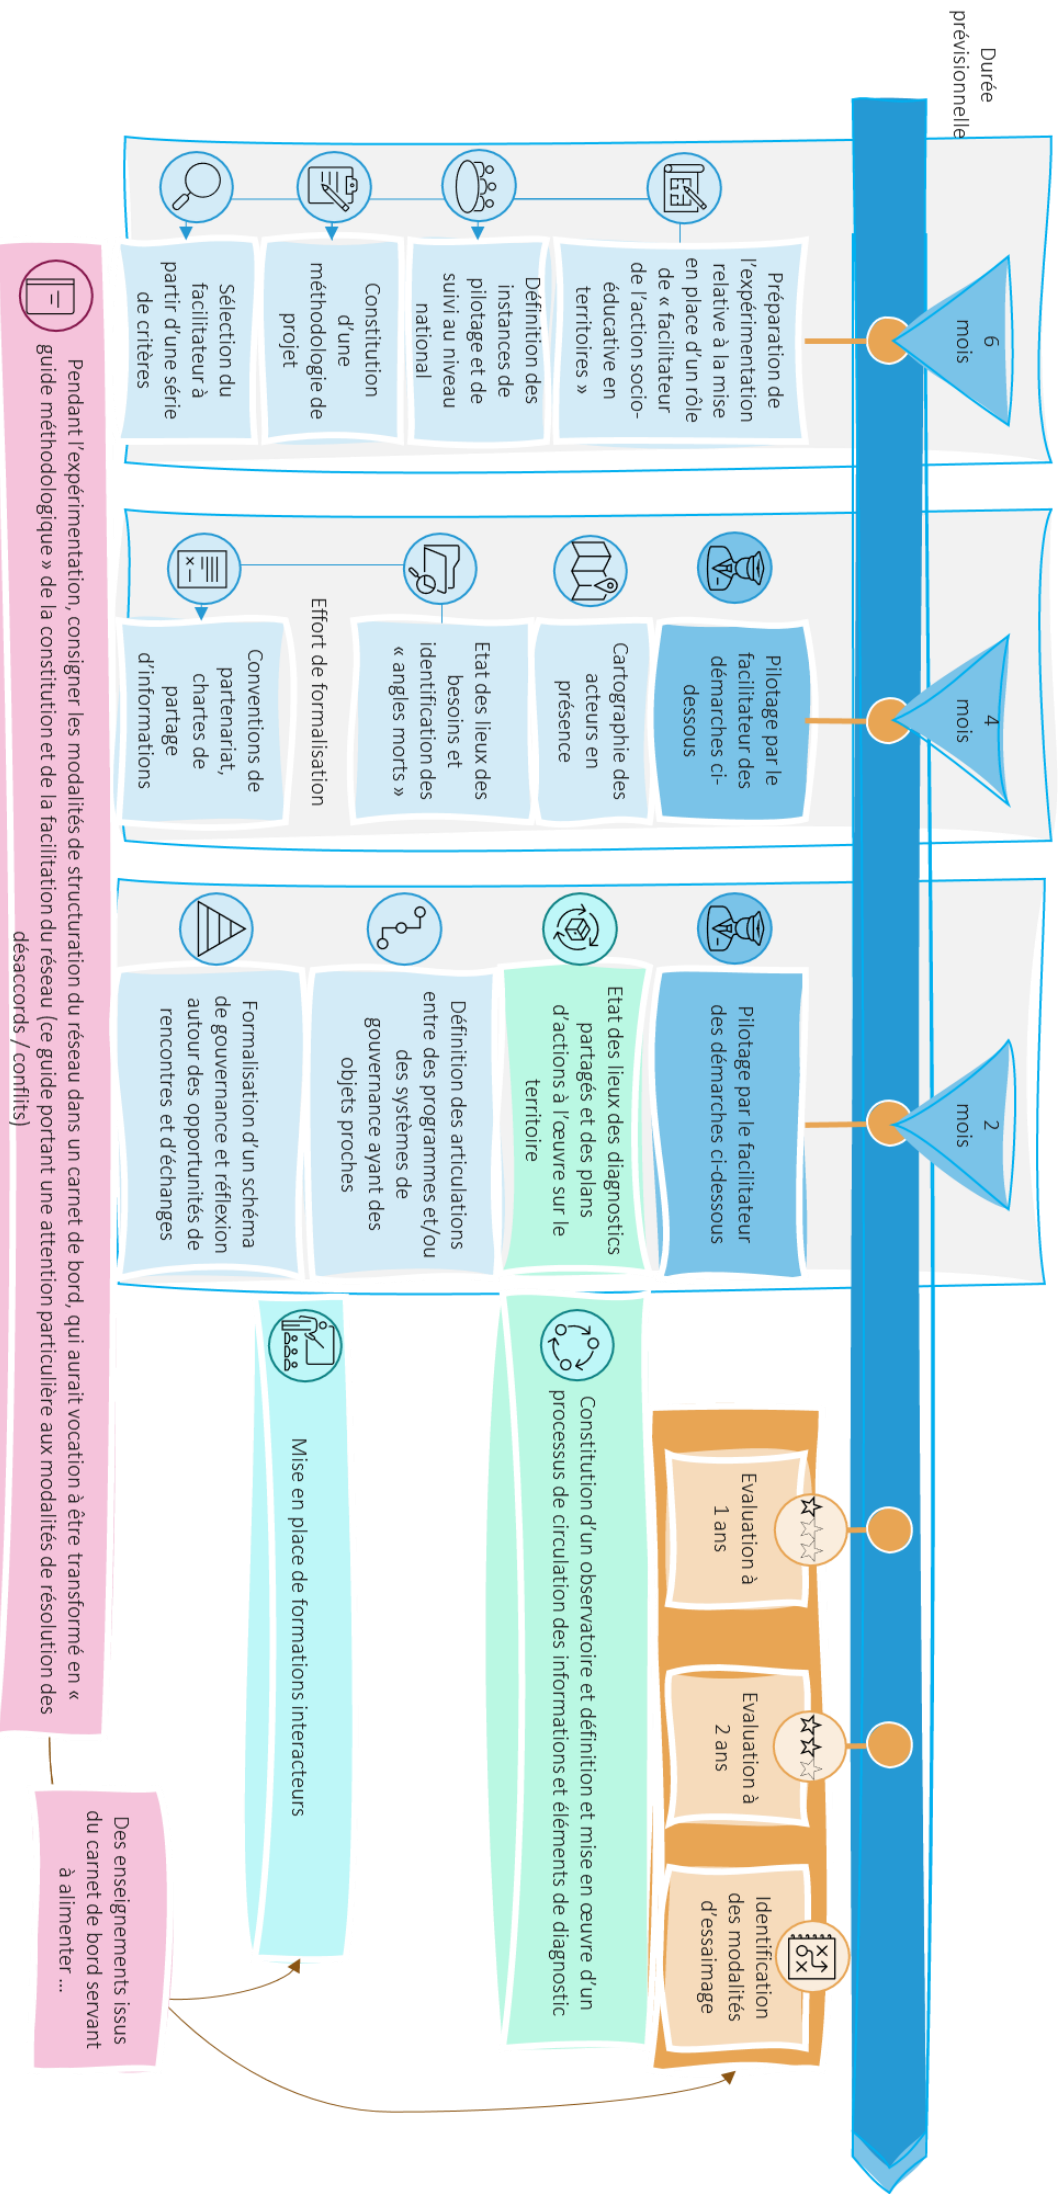 Durée
prévisionnelle
6
mois
4
mois
2
mois
Préparation de
l'expérimentation
relative à la mise
en place d'un rôle
de « facilitateur
de l'action socio-
éducative en
territoires »
Définition des
instances de
pilotage et de
suivi au niveau
national
Constitution
d'une
méthodologie de
projet
Sélection du
facilitateur à
partir d'une série
de critères
Pilotage par le
facilitateur des
démarches ci-
dessous
Cartographie des
acteurs en
présence
Etat des lieux des
besoins et
identification des
« angles morts »
Effort de formalisation
Conventions de
partenariat,
chartes de
partage
d'informations
Pilotage par le facilitateur
des démarches ci-dessous
Etat des lieux des diagnostics
partagés et des plans
d'actions à l'œuvre sur le
territoire
Définition des articulations
entre des programmes et/ou
des systèmes de
gouvernance ayant des
objets proches
Formalisation d'un schéma
de gouvernance et réflexion
autour des opportunités de
rencontres et d'échanges
Evaluation à
1 ans
Evaluation à
2 ans
Identification
des modalités
d'essaimage
Constitution d'un observatoire et définition et mise en œuvre d'un
processus de circulation des informations et éléments de diagnostic
Mise en place de formations interacteurs
Pendant l'expérimentation, consigner les modalités de structuration du réseau dans un carnet de bord, qui aurait vocation à être transformé en «
guide méthodologique » de la constitution et de la facilitation du réseau (ce guide portant une attention particulière aux modalités de résolution des
désaccords / conflits)
Des enseignements issus
du carnet de bord servant
à alimenter ...